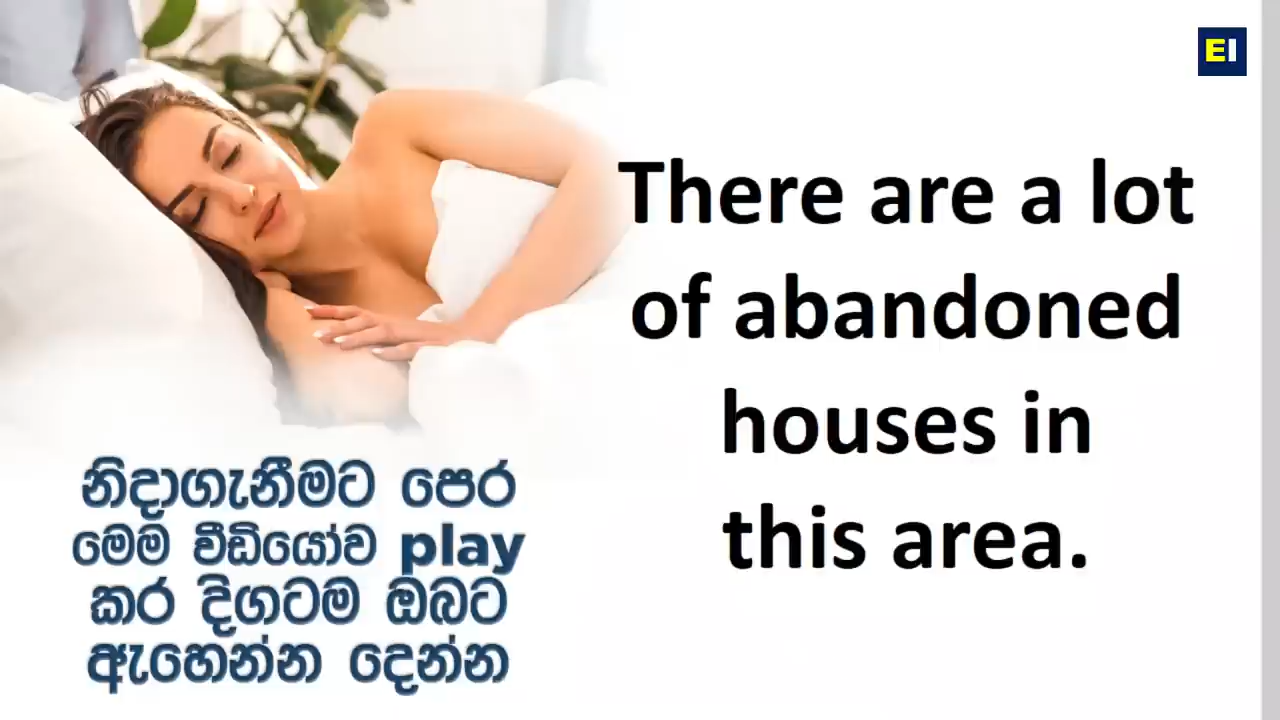 EI
There are a lot
of abandoned
houses in
this area.
නිදාගැනීමට පෙර
මෙම වීඩියෝව play
කර දිගටම ඔබට
ඇහෙන්න දෙන්න